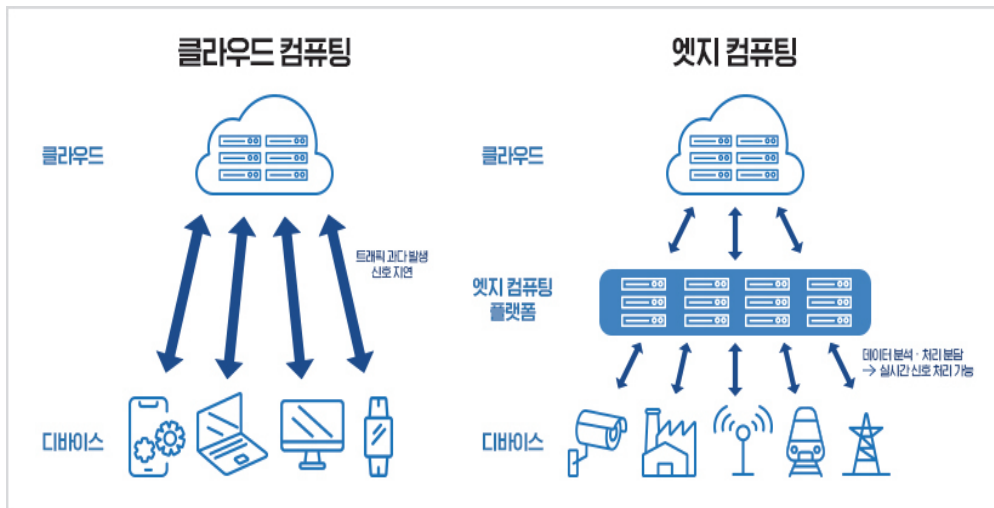 클라우드 컴퓨팅
클라우드
트래픽 과다 발생
신호 지연
디바이스
엣지 컴퓨팅
클라우드
엣지 컴퓨팅
플랫폼
데이터 분석 · 처리 분담
→ 실시간 신호 처리 가능
디바이스